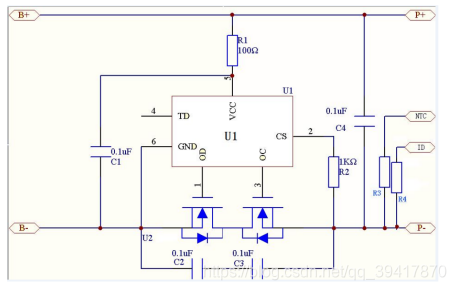 B+
P+
R1
100Ω
5
U1
VCC
4
TD
0.1uF
C4
NTC
U1
CS
2
6
GND
ID
0.1uF
C1
OD
OC
1KΩ
R2
1
3
R3
R4
B-
P-
U2
0.1uF
C2
0.1uF
C3
https://blog.csdn.net/qq_39417870